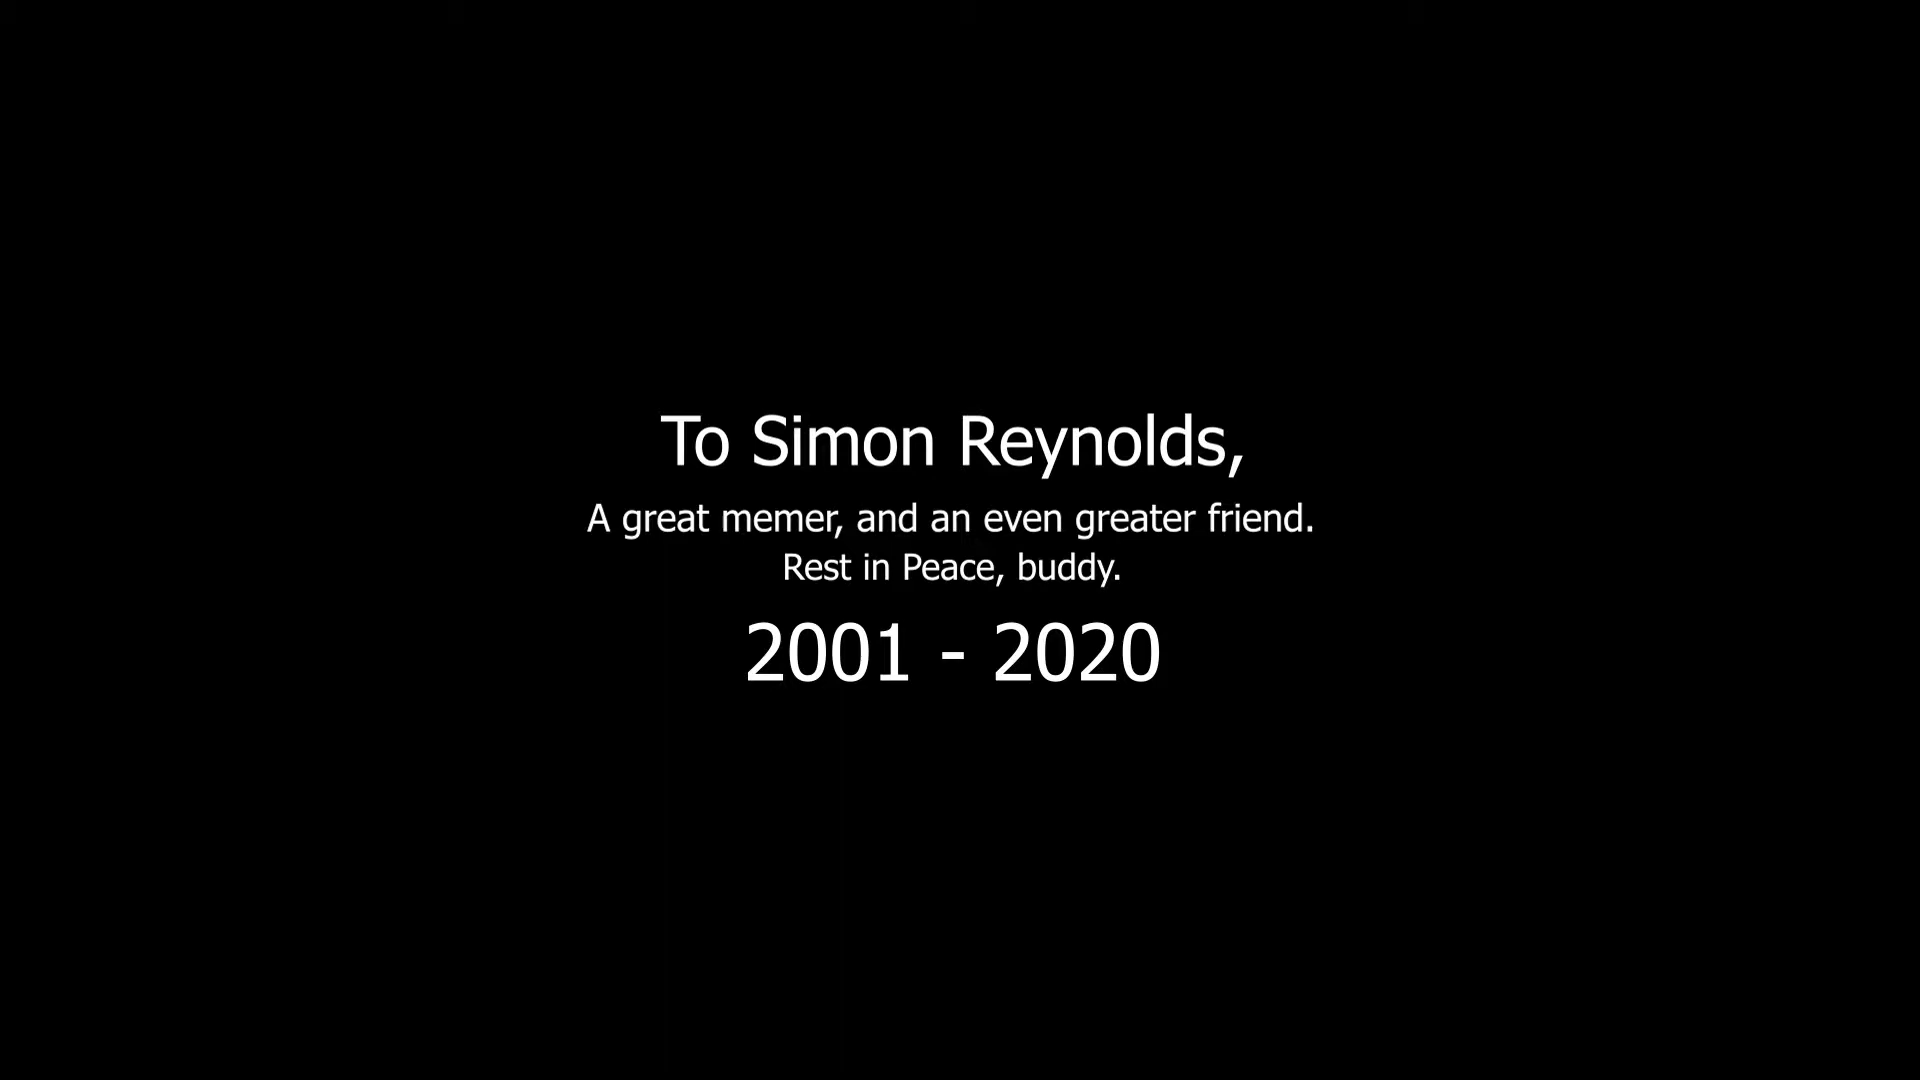 To Simon Reynolds,
A great memer, and an even greater friend.
Rest in Peace, buddy.
2001 - 2020